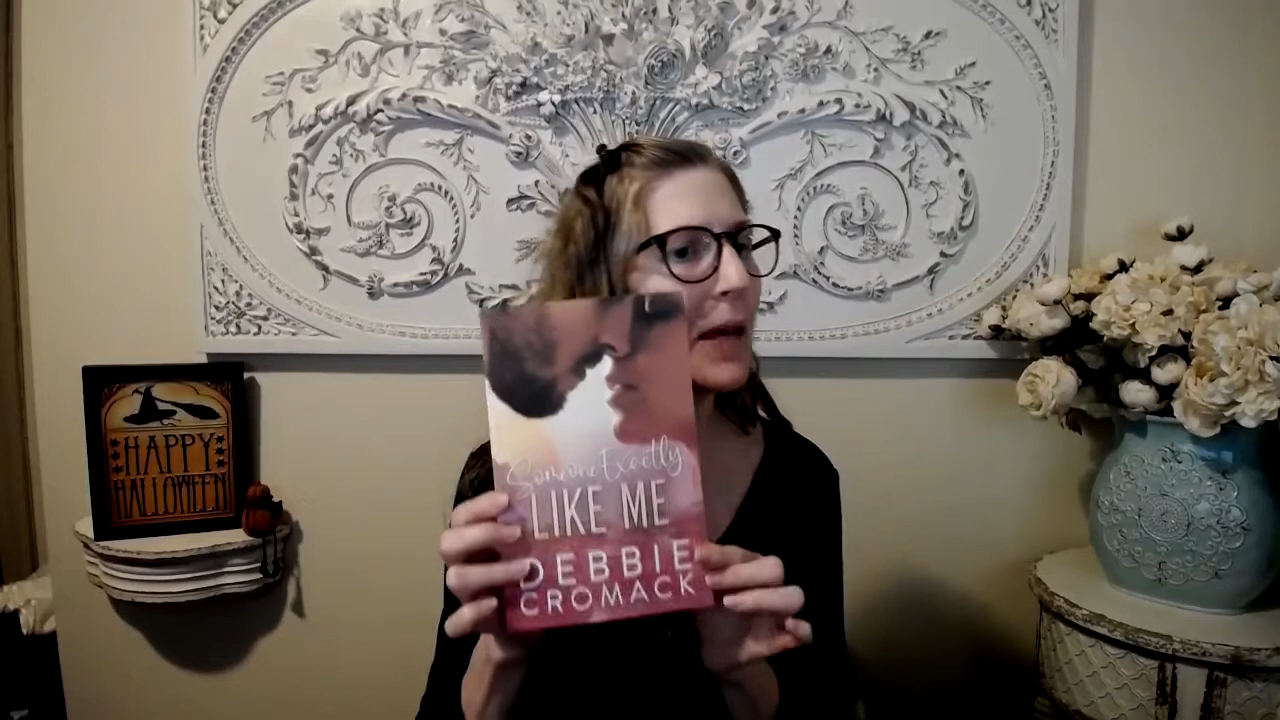 HAPPY
HALLOWEEN
Someone Exactly
LIKE ME
DEBBIE
CROMACK